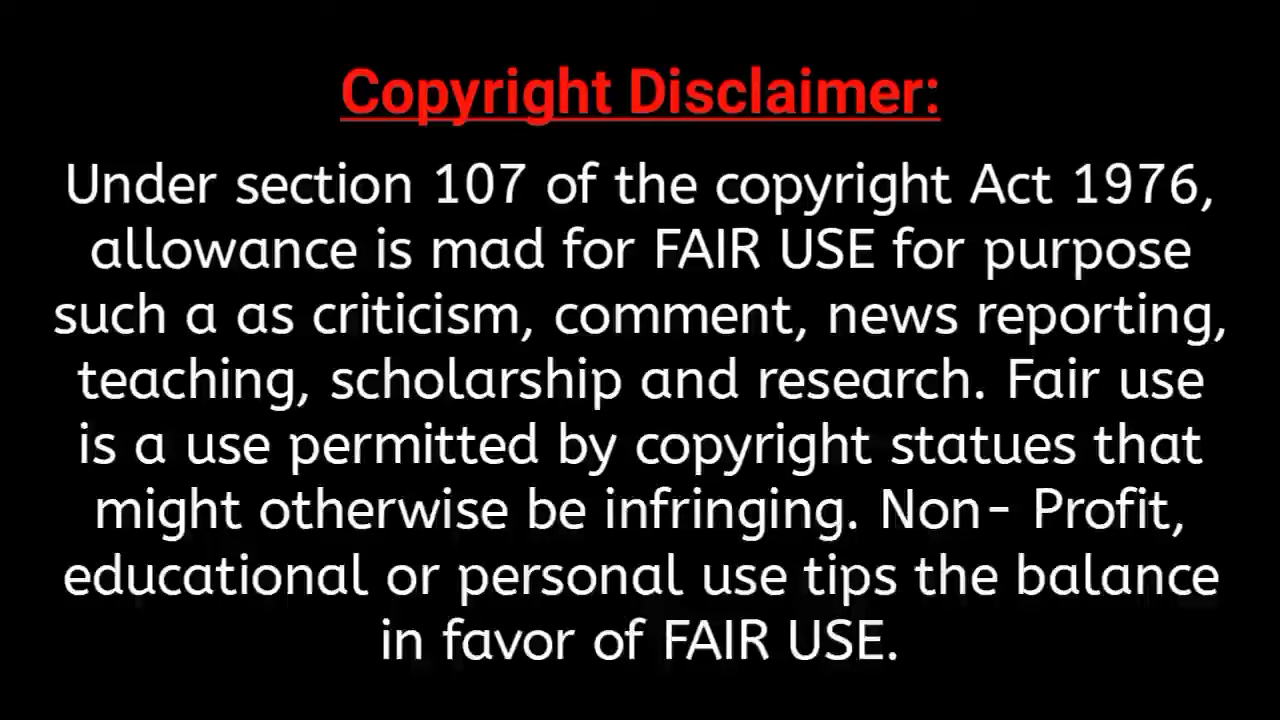 Copyright Disclaimer:
Under section 107 of the copyright Act 1976,
allowance is mad for FAIR USE for purpose
such a as criticism, comment, news reporting,
teaching, scholarship and research. Fair use
is a use permitted by copyright statues that
might otherwise be infringing. Non- Profit,
educational or personal use tips the balance
in favor of FAIR USE.